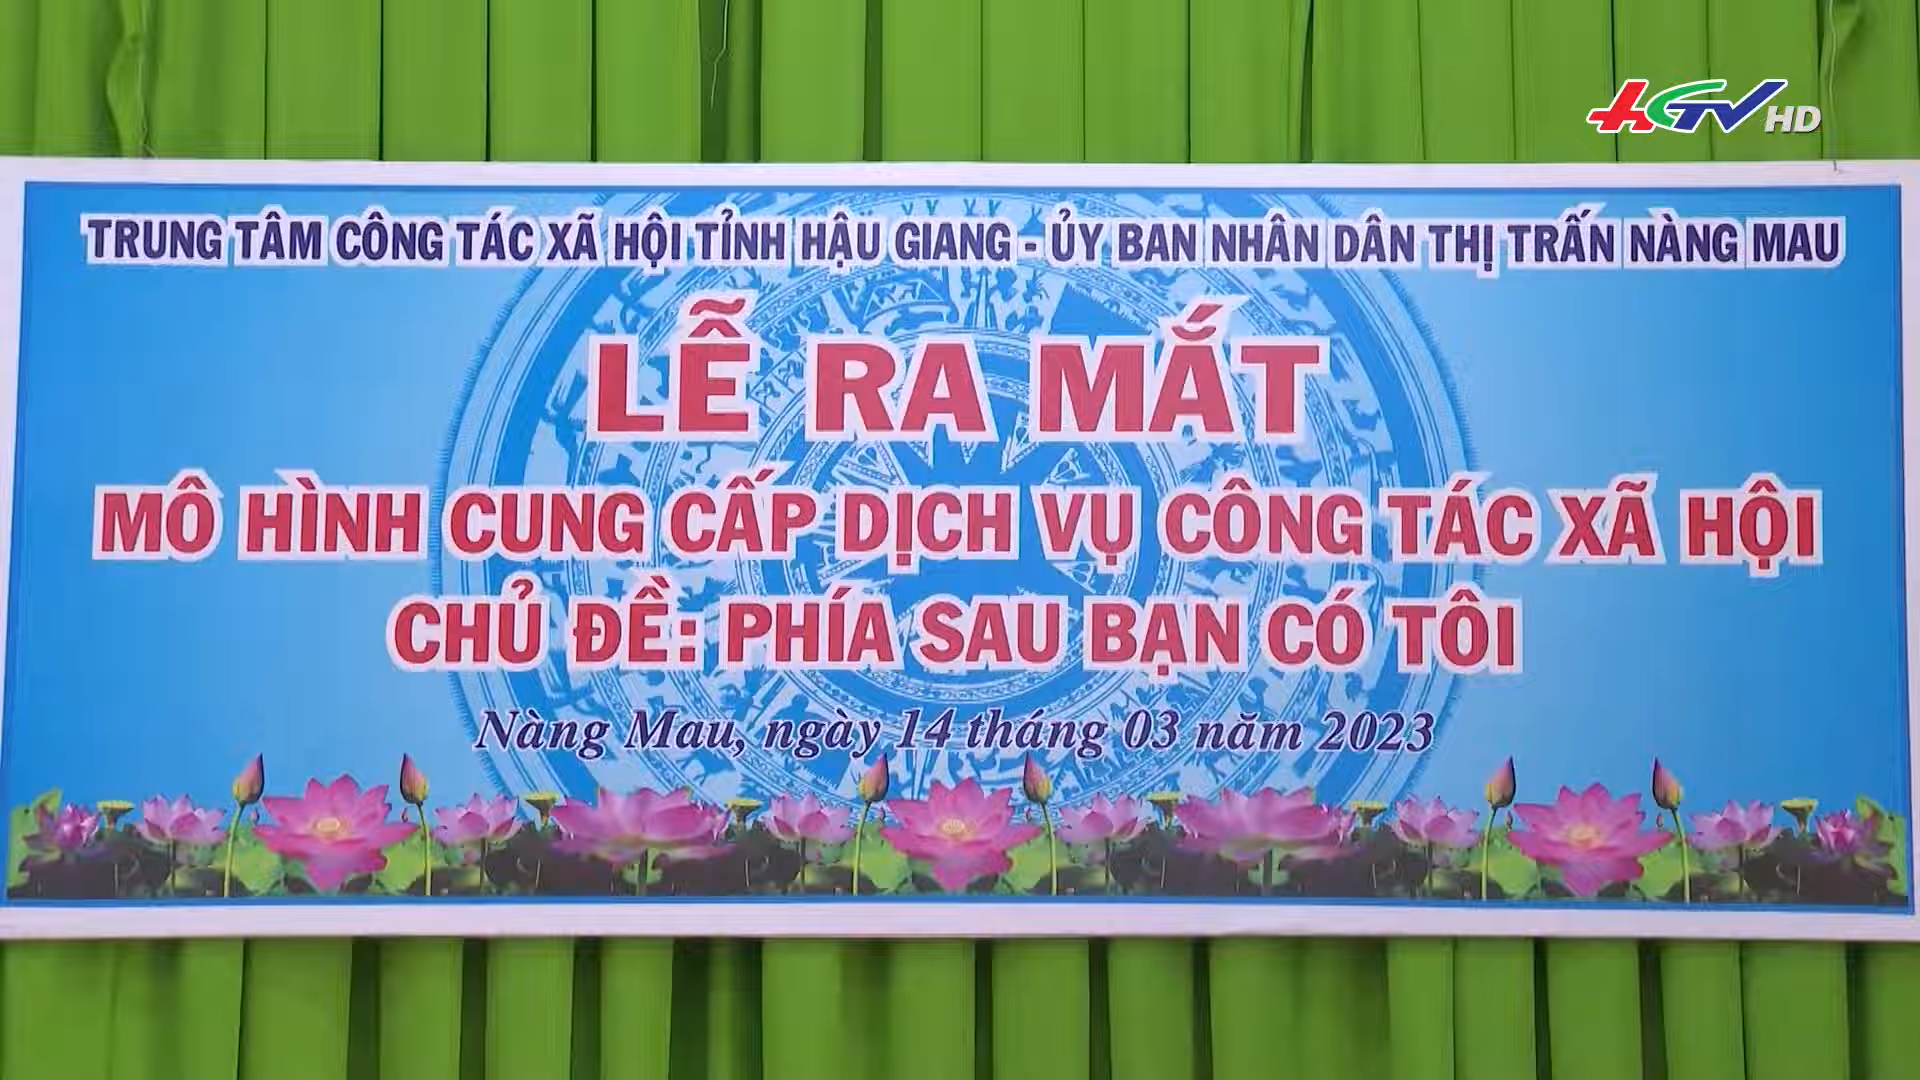 HGTV HD
TRUNG TÂM CÔNG TÁC XÃ HỘI TỈNH HẬU GIANG - ỦY BAN NHÂN DÂN THỊ TRẤN NÀNG MAU
LỄ RA MẮT
MÔ HÌNH CUNG CẤP DỊCH VỤ CÔNG TÁC XÃ HỘI
CHỦ ĐỀ: PHÍA SAU BẠN CÓ TÔI
Nàng Mau, ngày 14 tháng 03 năm 2023